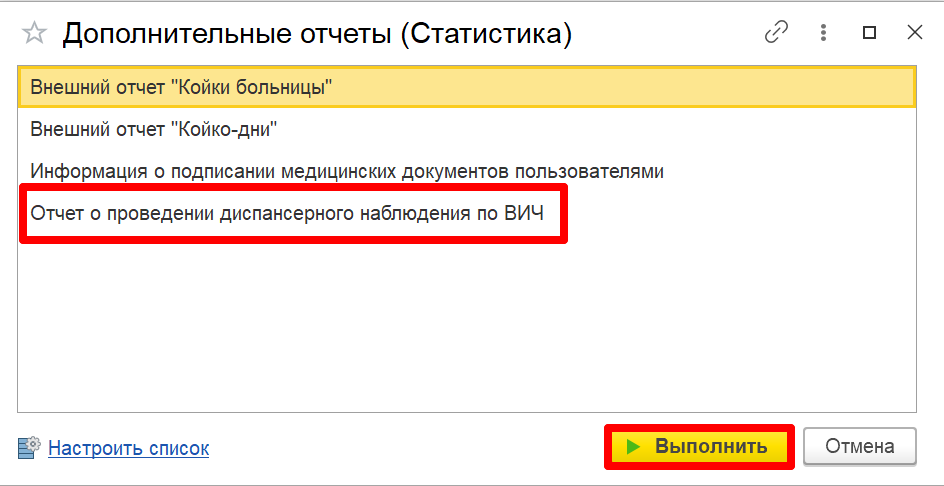 Дополнительные отчеты (Статистика)
Внешний отчет "Койки больницы"
Внешний отчет "Койко-дни"
Информация о подписании медицинских документов пользователями
Отчет о проведении диспансерного наблюдения по ВИЧ
Настроить список
Выполнить
Отмена